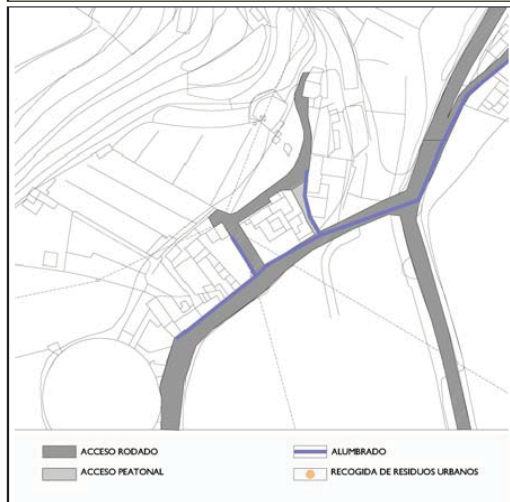 ACCESO RODADO
ALUMBRADO
ACCESO PEATONAL
RECOGIDA DE RESIDUOS URBANOS